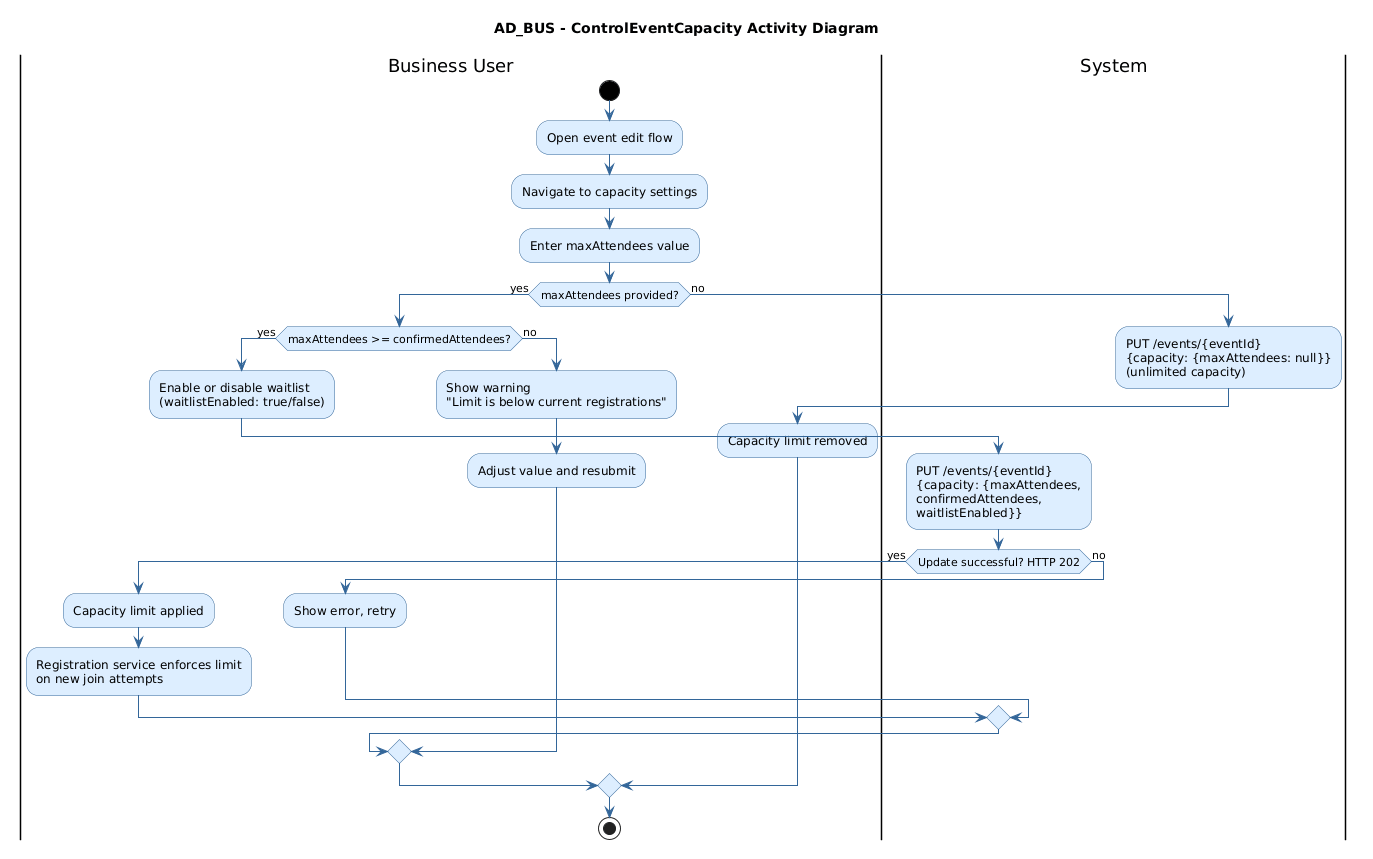 AD_BUS - ControlEventCapacity Activity Diagram
Business User
System
Open event edit flow
Navigate to capacity settings
Enter maxAttendees value
yes
maxAttendees provided?
no
yes
maxAttendees >= confirmedAttendees?
no
PUT /events/{eventId}
{capacity: {maxAttendees: null}}
(unlimited capacity)
Enable or disable waitlist
(waitlistEnabled: true/false)
Show warning
"Limit is below current registrations"
Capacity limit removed
Adjust value and resubmit
PUT /events/{eventId}
{capacity: {maxAttendees,
confirmedAttendees,
waitlistEnabled}}
yes
Update successful? HTTP 202
no
Capacity limit applied
Show error, retry
Registration service enforces limit
on new join attempts